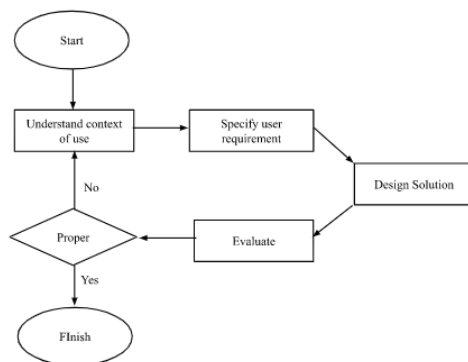 Start
Understand context
of use
Specify user
requirement
Design Solution
Evaluate
Proper
No
Yes
FInish